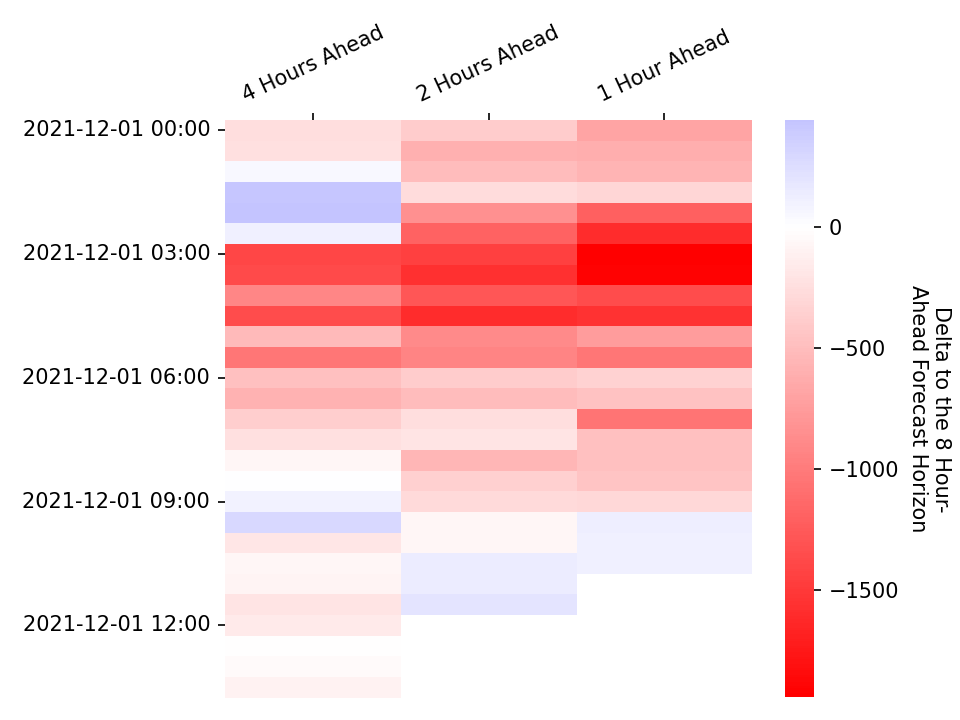 4 Hours Ahead
2 Hours Ahead
1 Hour Ahead
2021-12-01 00:00
2021-12-01 03:00
2021-12-01 06:00
2021-12-01 09:00
2021-12-01 12:00
0
−500
−1000
−1500
Delta to the 8 Hour-
Ahead Forecast Horizon